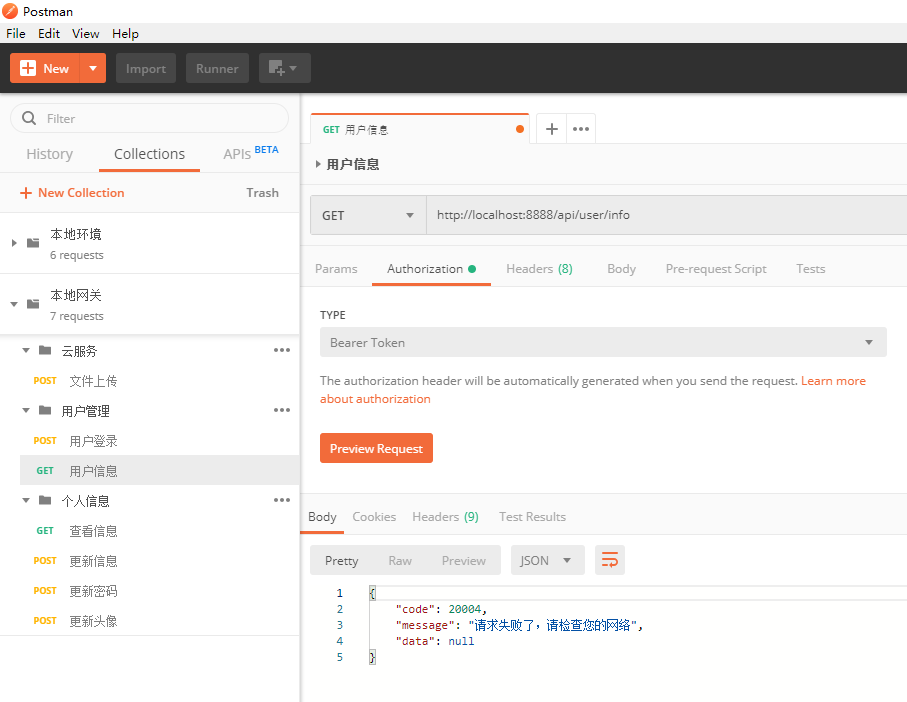 Postman
File Edit View Help
New Import Runner
Filter
History Collections APIs BETA
New Collection Trash
本地环境
6 requests
本地网关
7 requests
云服务
POST 文件上传
用户管理
POST 用户登录
GET 用户信息
个人信息
GET 查看信息
POST 更新信息
POST 更新密码
POST 更新头像
GET 用户信息
用户信息
GET http://localhost:8888/api/user/info
Params Authorization Headers (8) Body Pre-request Script Tests
TYPE
Bearer Token
The authorization header will be automatically generated when you send the request. Learn more
about authorization
Preview Request
Body Cookies Headers (9) Test Results
Pretty Raw Preview JSON
1 {
2 "code": 20004,
3 "message": "请求失败了，请检查您的网络",
4 "data": null
5 }